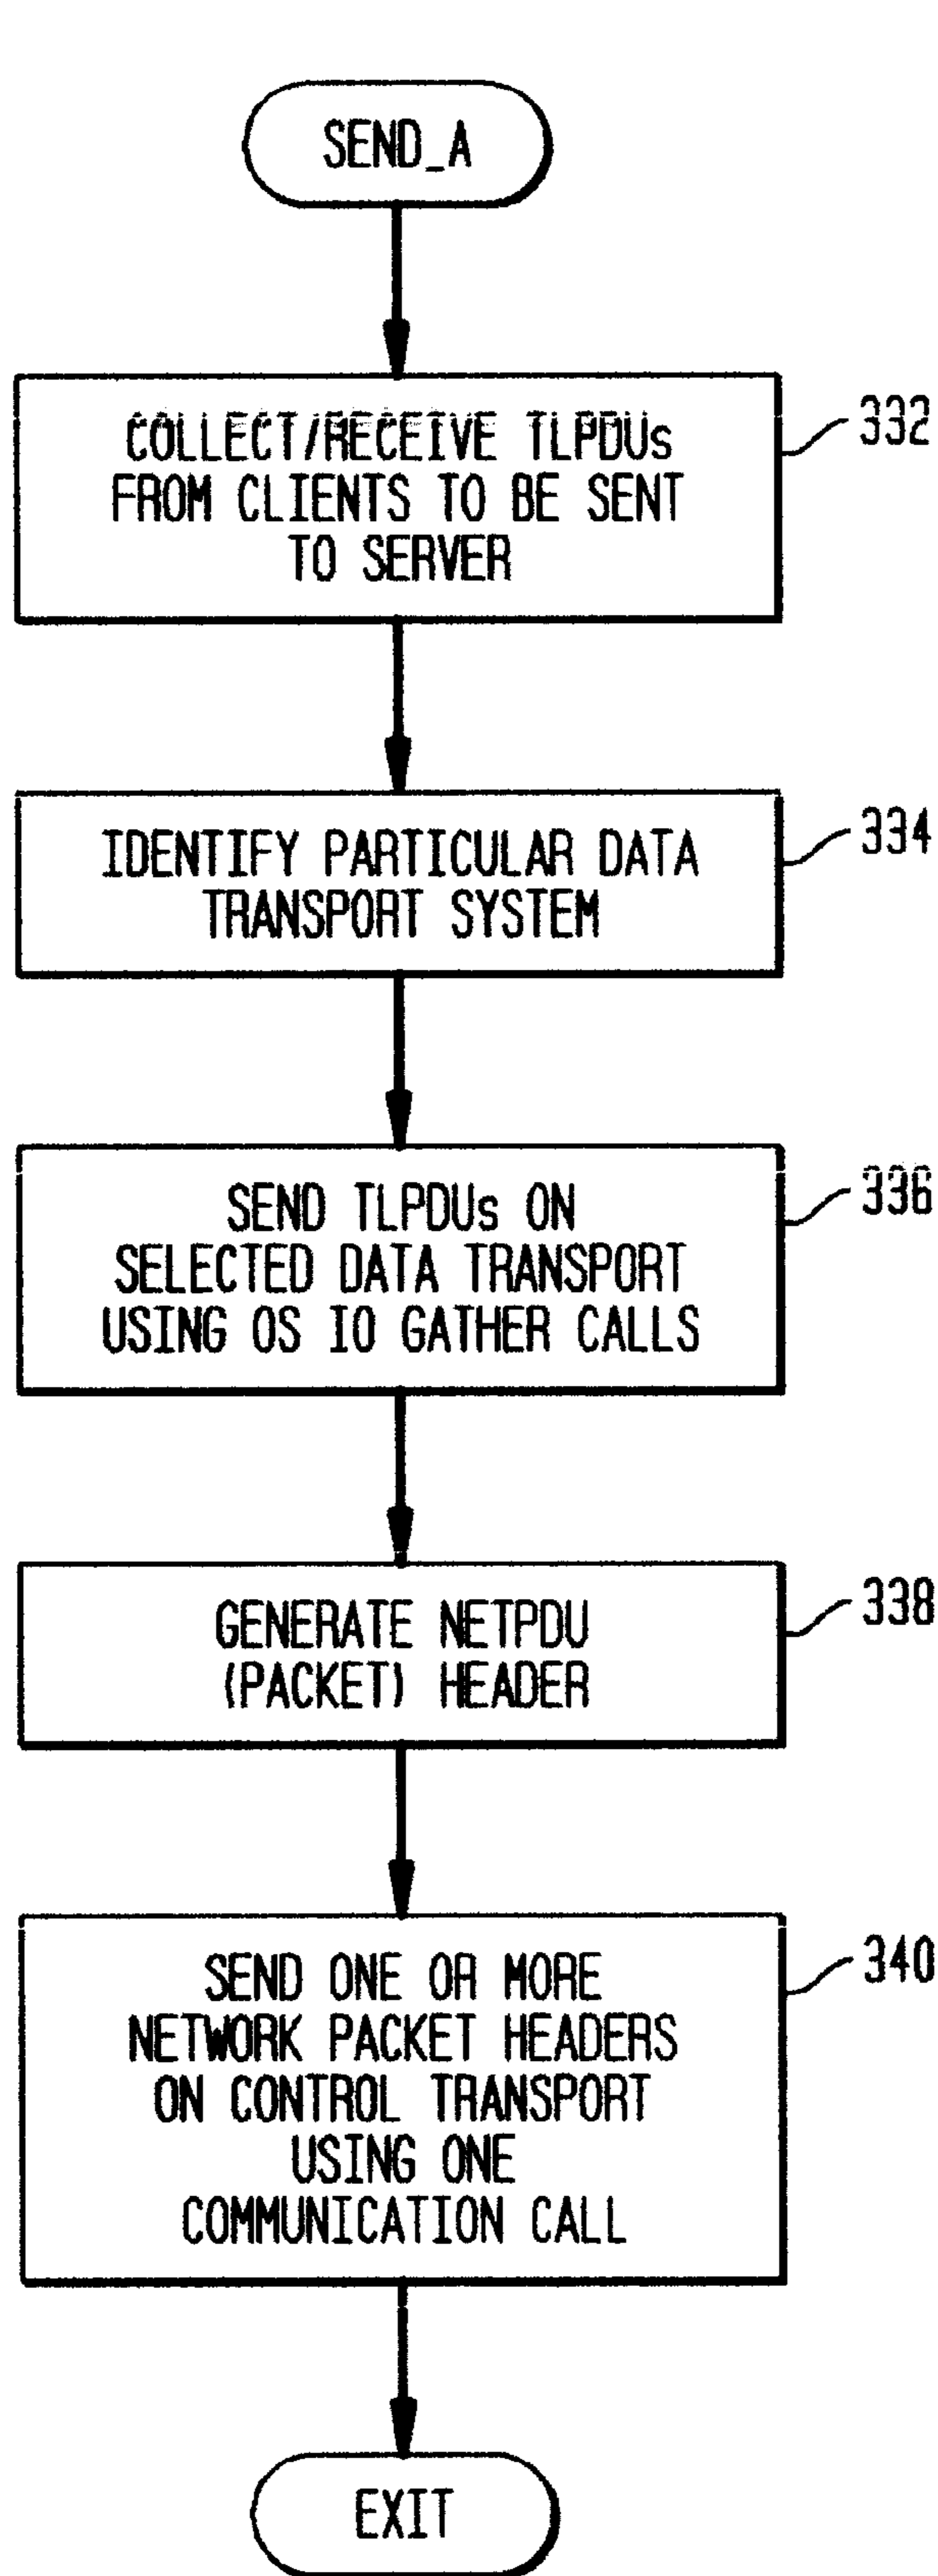 SEND_A
COLLECT/RECEIVE TLPDUs
FROM CLIENTS TO BE SENT
TO SERVER
332
IDENTIFY PARTICULAR DATA
TRANSPORT SYSTEM
334
SEND TLPDUs ON
SELECTED DATA TRANSPORT
USING OS IO GATHER CALLS
336
GENERATE NETPDU
(PACKET) HEADER
338
SEND ONE OR MORE
NETWORK PACKET HEADERS
ON CONTROL TRANSPORT
USING ONE
COMMUNICATION CALL
340
EXIT